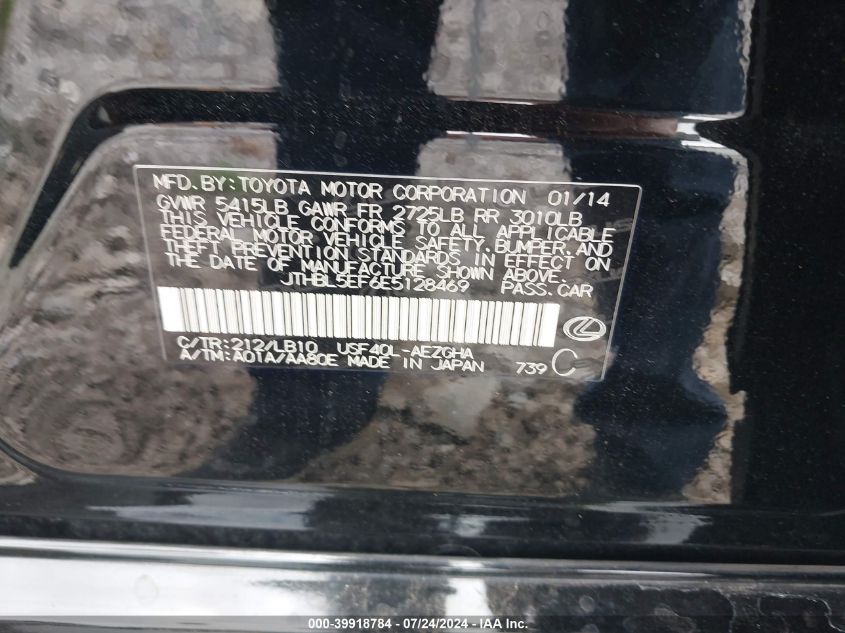 MFD. BY: TOYOTA MOTOR CORPORATION 01/14
GVWR 5415LB GAWR FR 2725LB RR 3010LB
THIS VEHICLE CONFORMS TO ALL APPLICABLE
FEDERAL MOTOR VEHICLE SAFETY, BUMPER, AND
THEFT PREVENTION STANDARDS IN EFFECT ON
THE DATE OF MANUFACTURE SHOWN ABOVE.
JTHBL5EF6E5128469 PASS. CAR
C/TR: 212/LB10 USF40L-AEZGHA
A/TM: A01A/AA80E MADE IN JAPAN 739 C
000-39918784 / 07/24/2024 - IAA Inc.